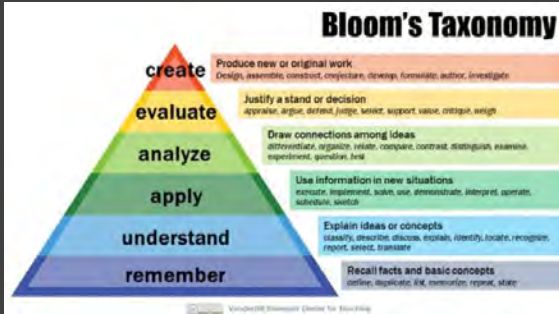 Bloom's Taxonomy
create
Produce new or original work
Design, assemble, construct, conjecture, develop, formulate, author, investigate
evaluate
Justify a stand or decision
appraise, argue, defend, judge, select, support, value, critique, weigh
analyze
Draw connections among ideas
differentiate, organize, relate, compare, contrast, distinguish, examine,
experiment, question, test
apply
Use information in new situations
execute, implement, solve, use, demonstrate, interpret, operate,
schedule, sketch
understand
Explain ideas or concepts
classify, describe, discuss, explain, identify, locate, recognize,
report, select, translate
remember
Recall facts and basic concepts
define, duplicate, list, memorize, repeat, state
Vanderbilt University Center for Teaching